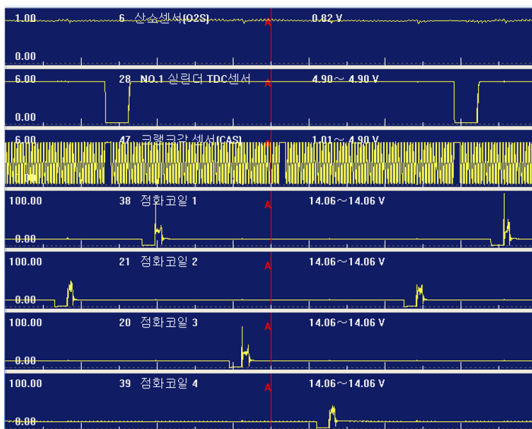 1.00 6 산소센서(O2S) 0.82 V
A
0.00
6.00 28 NO.1 실린더 TDC센서 4.90~ 4.90 V
A
0.00
6.00 47 크랭크각 센서(CAS) 1.01~ 4.90 V
A
100.00 38 점화코일 1 14.06~14.06 V
A
0.00
100.00 21 점화코일 2 14.06~14.06 V
A
0.00
100.00 20 점화코일 3 14.06~14.06 V
A
0.00
100.00 39 점화코일 4 14.06~14.06 V
A
0.00